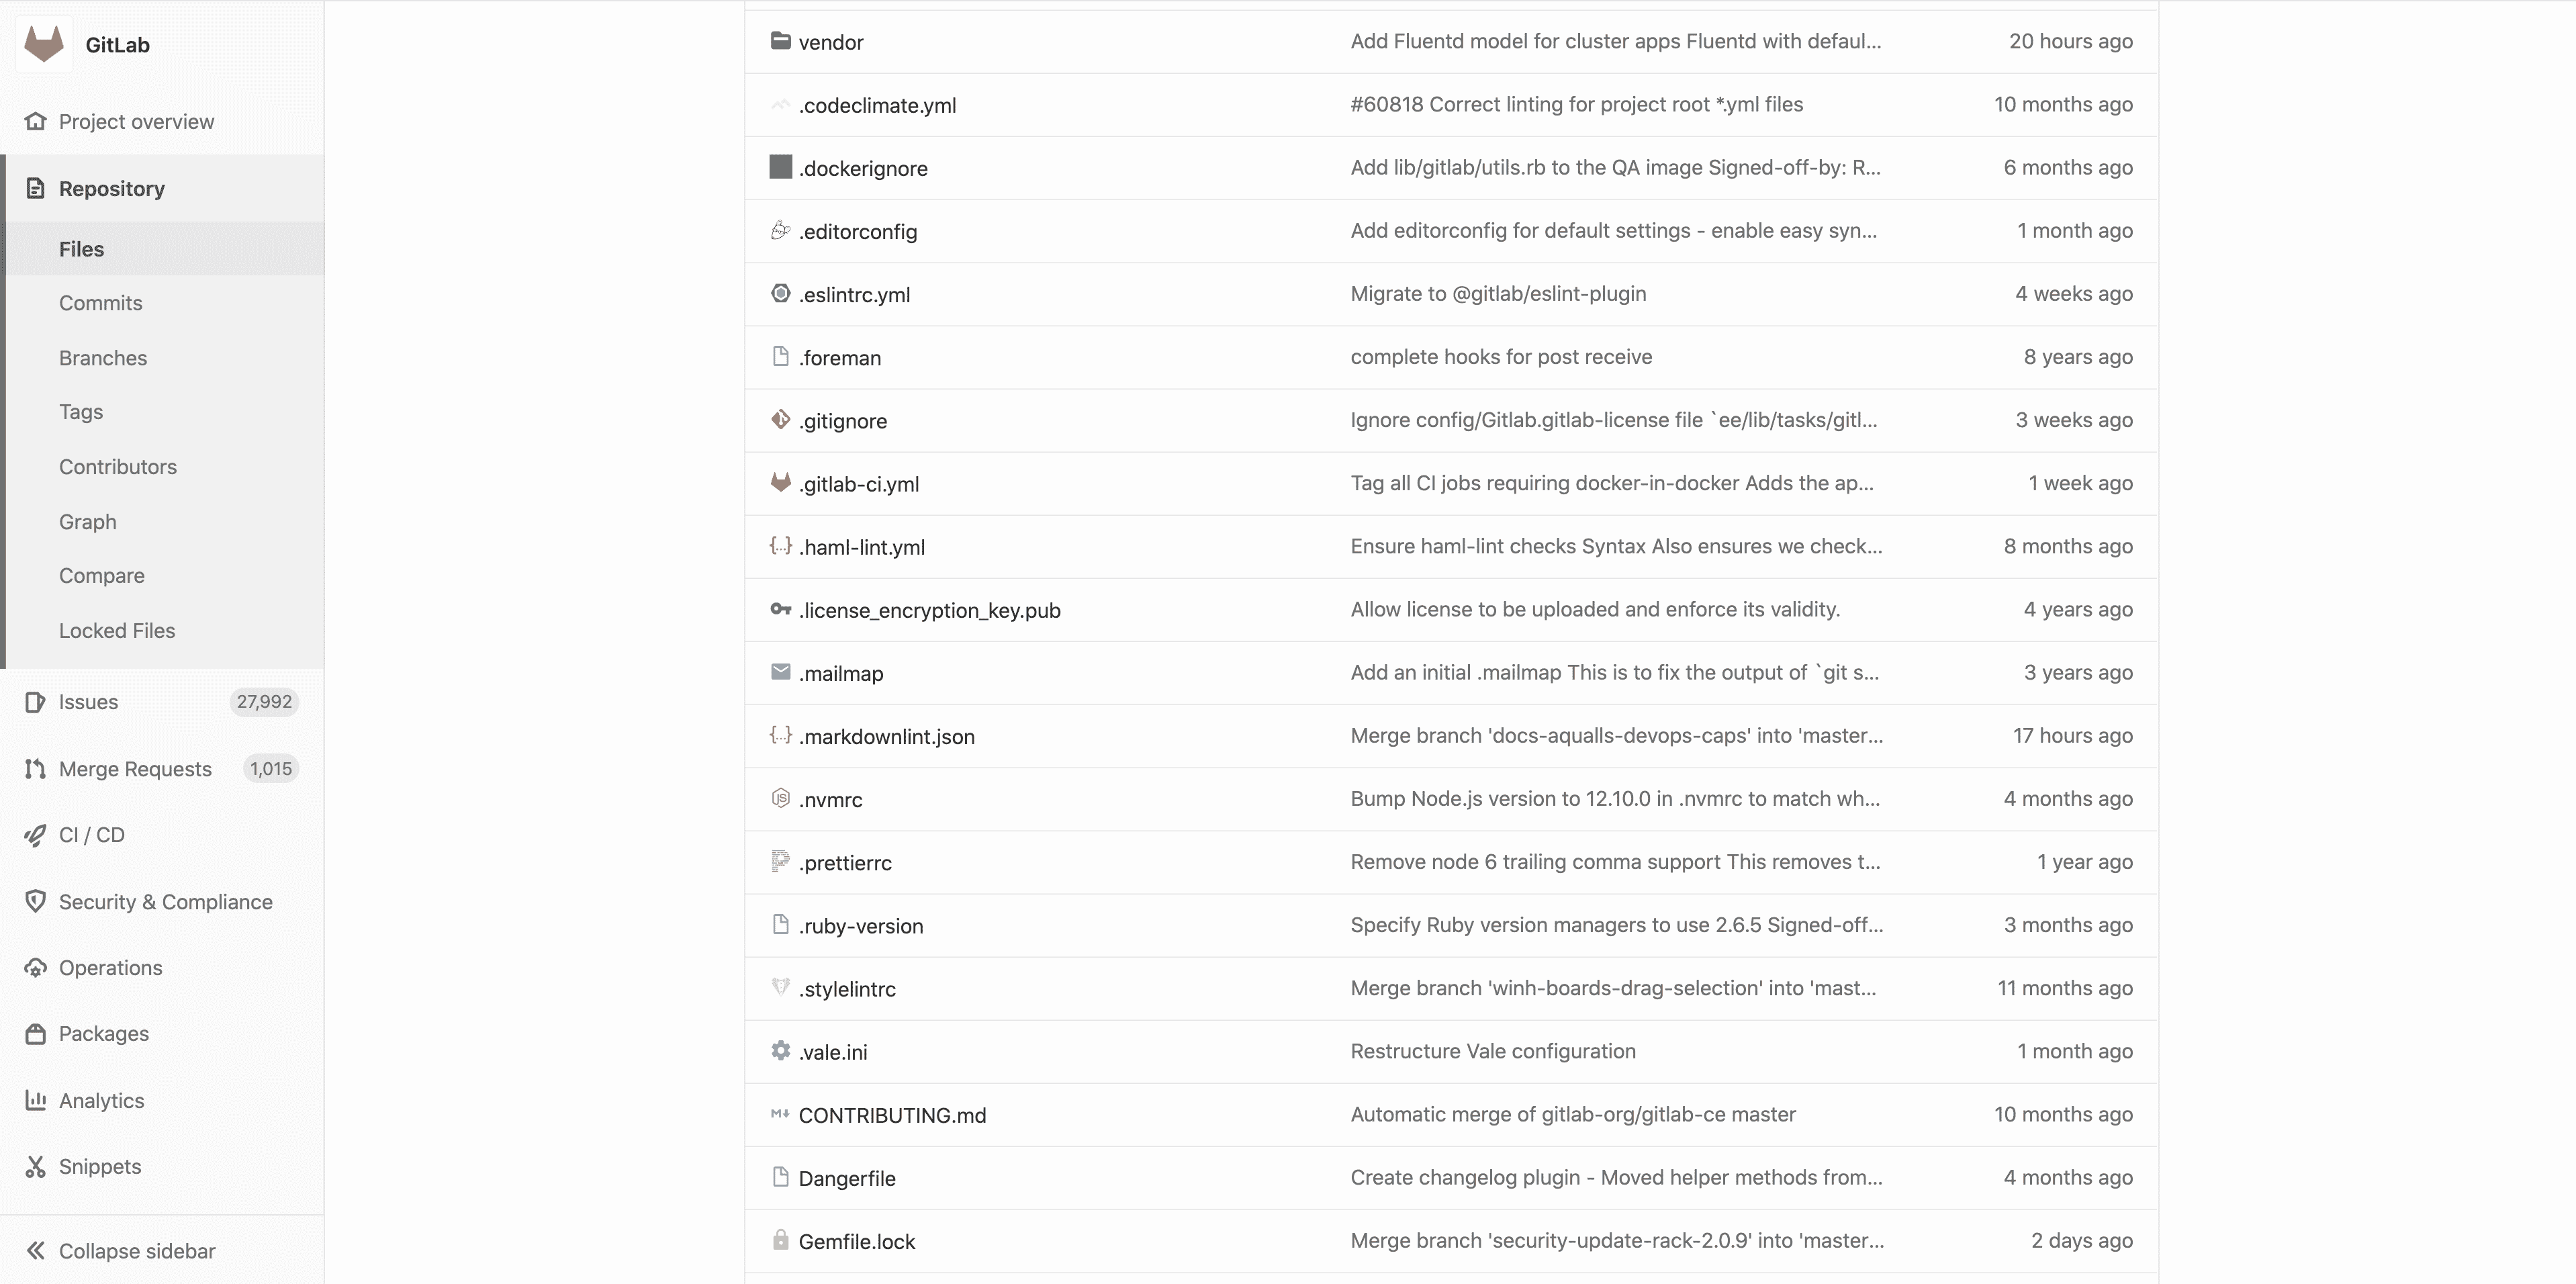 GitLab
Project overview
Repository
Files
Commits
Branches
Tags
Contributors
Graph
Compare
Locked Files
Issues 27,992
Merge Requests 1,015
CI / CD
Security & Compliance
Operations
Packages
Analytics
Snippets
Collapse sidebar
vendor Add Fluentd model for cluster apps Fluentd with defaul... 20 hours ago
.codeclimate.yml #60818 Correct linting for project root *.yml files 10 months ago
.dockerignore Add lib/gitlab/utils.rb to the QA image Signed-off-by: R... 6 months ago
.editorconfig Add editorconfig for default settings - enable easy syn... 1 month ago
.eslintrc.yml Migrate to @gitlab/eslint-plugin 4 weeks ago
.foreman complete hooks for post receive 8 years ago
.gitignore Ignore config/Gitlab.gitlab-license file `ee/lib/tasks/gitl... 3 weeks ago
.gitlab-ci.yml Tag all CI jobs requiring docker-in-docker Adds the ap... 1 week ago
.haml-lint.yml Ensure haml-lint checks Syntax Also ensures we check... 8 months ago
.license_encryption_key.pub Allow license to be uploaded and enforce its validity. 4 years ago
.mailmap Add an initial .mailmap This is to fix the output of `git s... 3 years ago
.markdownlint.json Merge branch 'docs-aqualls-devops-caps' into 'master... 17 hours ago
.nvmrc Bump Node.js version to 12.10.0 in .nvmrc to match wh... 4 months ago
.prettierrc Remove node 6 trailing comma support This removes t... 1 year ago
.ruby-version Specify Ruby version managers to use 2.6.5 Signed-off... 3 months ago
.stylelintrc Merge branch 'winh-boards-drag-selection' into 'mast... 11 months ago
.vale.ini Restructure Vale configuration 1 month ago
CONTRIBUTING.md Automatic merge of gitlab-org/gitlab-ce master 10 months ago
Dangerfile Create changelog plugin - Moved helper methods from... 4 months ago
Gemfile.lock Merge branch 'security-update-rack-2.0.9' into 'master... 2 days ago